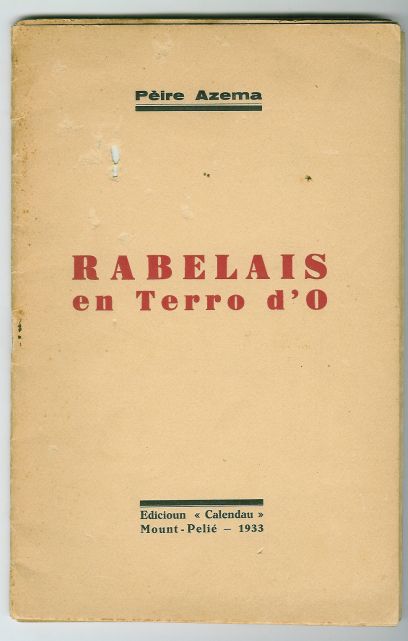 Pèire Azema
RABELAIS
en Terro d'O
Edicioun « Calendau »
Mount-Pelié – 1933